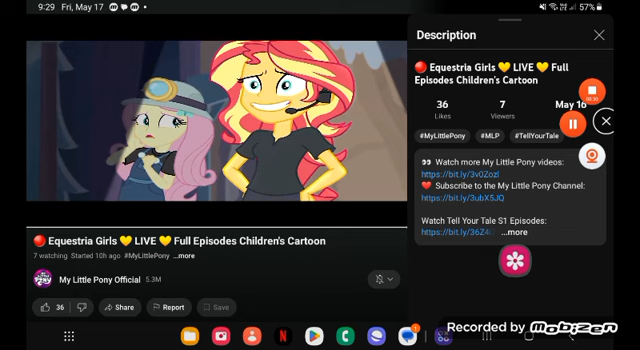 9:29 Fri, May 17
57%
Description
🔴 Equestria Girls 💛 LIVE 💛 Full
Episodes Children's Cartoon
36
7
May 16
Likes
Viewers
#MyLittlePony
#MLP
#TellYourTale
👀 Watch more My Little Pony videos:
https://bit.ly/3v0Zozl
❤️ Subscribe to the My Little Pony Channel:
https://bit.ly/3ubX5JQ
Watch Tell Your Tale S1 Episodes:
...more
🔴 Equestria Girls 💛 LIVE 💛 Full Episodes Children's Cartoon
7 watching Started 10h ago #MyLittlePony ...more
My Little Pony Official 5.3M
36
Share
Report
Save
Recorded by mobizen